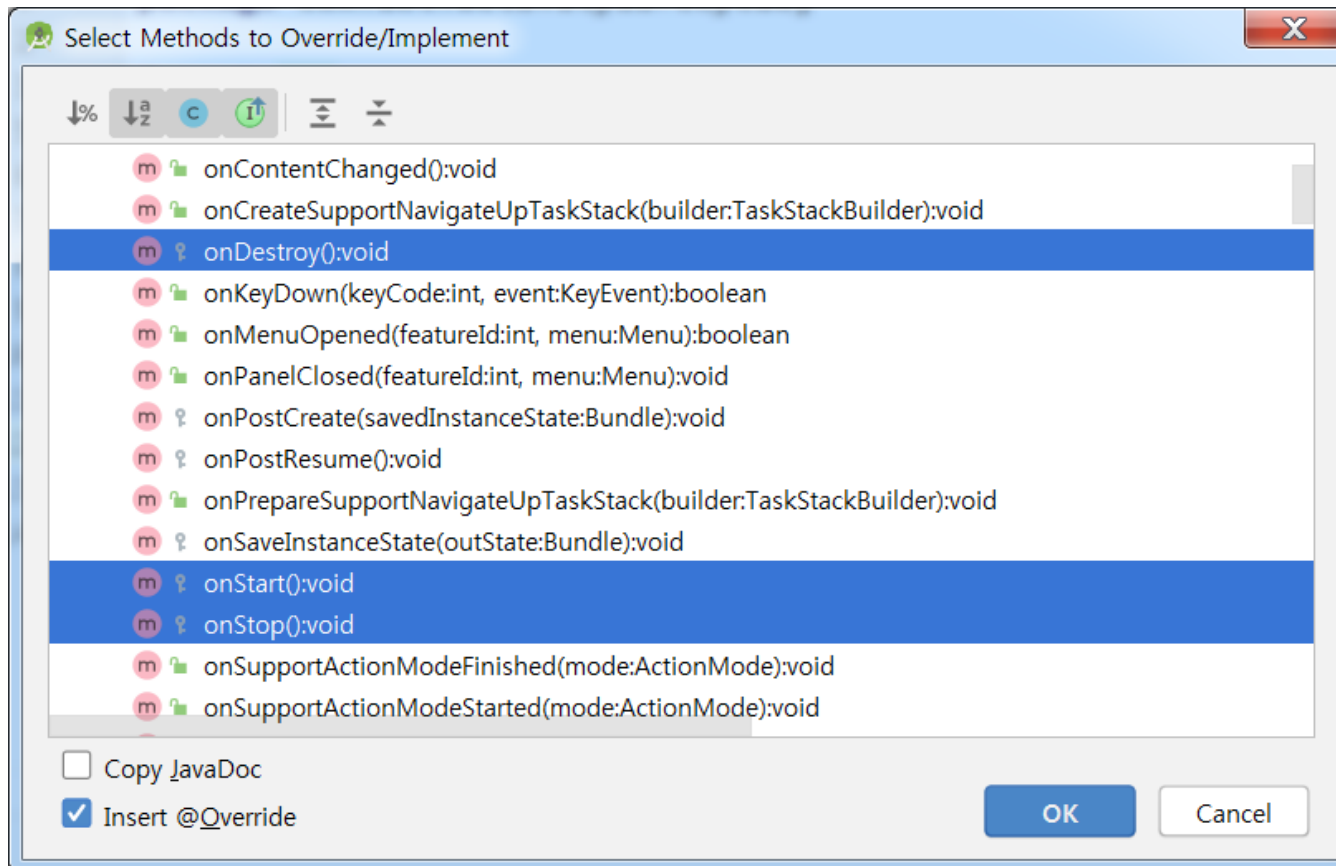 Select Methods to Override/Implement
onContentChanged():void
onCreateSupportNavigateUpTaskStack(builder:TaskStackBuilder):void
onDestroy():void
onKeyDown(keyCode:int, event:KeyEvent):boolean
onMenuOpened(featureId:int, menu:Menu):boolean
onPanelClosed(featureId:int, menu:Menu):void
onPostCreate(savedInstanceState:Bundle):void
onPostResume():void
onPrepareSupportNavigateUpTaskStack(builder:TaskStackBuilder):void
onSaveInstanceState(outState:Bundle):void
onStart():void
onStop():void
onSupportActionModeFinished(mode:ActionMode):void
onSupportActionModeStarted(mode:ActionMode):void
Copy JavaDoc
Insert @Override
OK Cancel